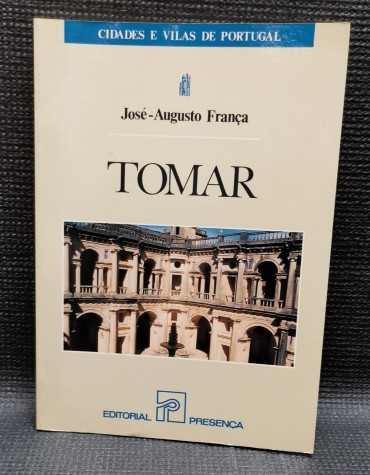 CIDADES E VILAS DE PORTUGAL
José-Augusto França
TOMAR
EDITORIAL PRESENÇA